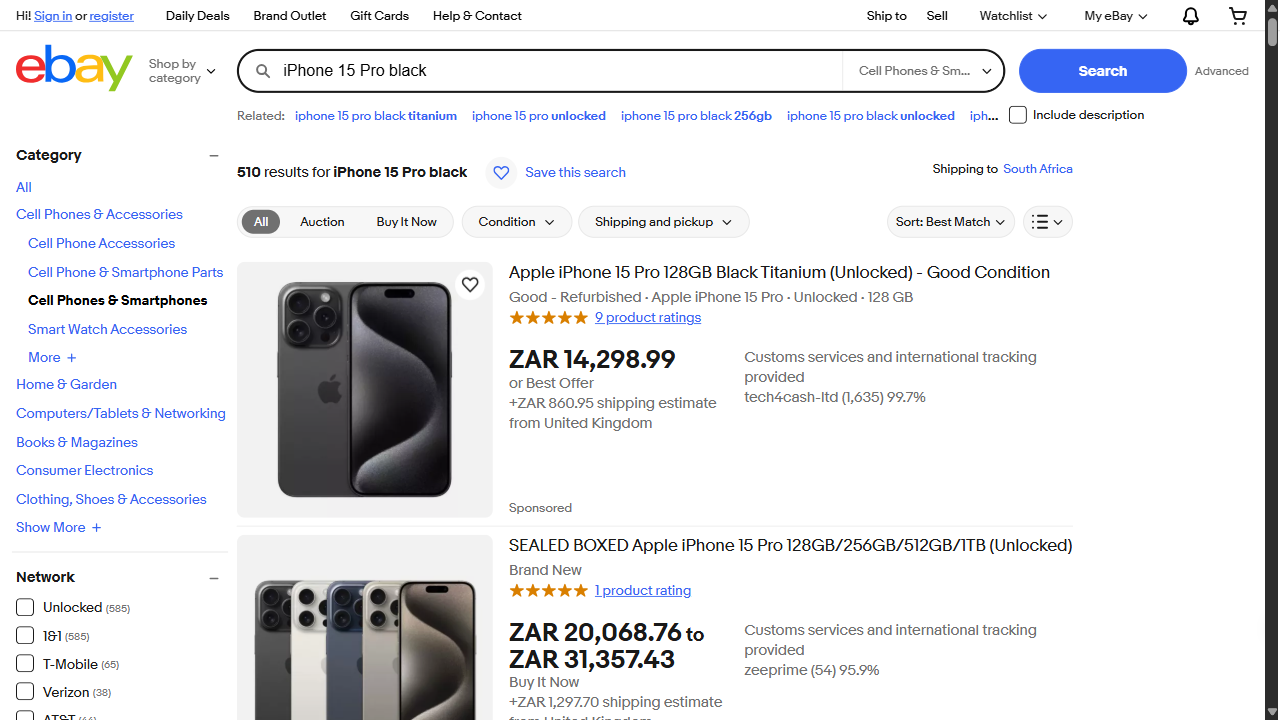 Hi! Sign in or register
Daily Deals
Brand Outlet
Gift Cards
Help & Contact
Ship to
Sell
Watchlist
My eBay
ebay
Shop by
category
iPhone 15 Pro black
Cell Phones & Sm...
Search
Advanced
Related:
iphone 15 pro black titanium
iphone 15 pro unlocked
iphone 15 pro black 256gb
iphone 15 pro black unlocked
iph...
Include description
Category
All
Cell Phones & Accessories
Cell Phone Accessories
Cell Phone & Smartphone Parts
Cell Phones & Smartphones
Smart Watch Accessories
More +
Home & Garden
Computers/Tablets & Networking
Books & Magazines
Consumer Electronics
Clothing, Shoes & Accessories
Show More +
Network
Unlocked (585)
1&1 (585)
T-Mobile (65)
Verizon (38)
AT&T (44)
510 results for iPhone 15 Pro black
Save this search
Shipping to South Africa
All
Auction
Buy It Now
Condition
Shipping and pickup
Sort: Best Match
Apple iPhone 15 Pro 128GB Black Titanium (Unlocked) - Good Condition
Good - Refurbished · Apple iPhone 15 Pro · Unlocked · 128 GB
9 product ratings
ZAR 14,298.99
or Best Offer
+ZAR 860.95 shipping estimate
from United Kingdom
Customs services and international tracking
provided
tech4cash-ltd (1,635) 99.7%
Sponsored
SEALED BOXED Apple iPhone 15 Pro 128GB/256GB/512GB/1TB (Unlocked)
Brand New
1 product rating
ZAR 20,068.76 to
ZAR 31,357.43
Buy It Now
+ZAR 1,297.70 shipping estimate
from United Kingdom
Customs services and international tracking
provided
zeeprime (54) 95.9%